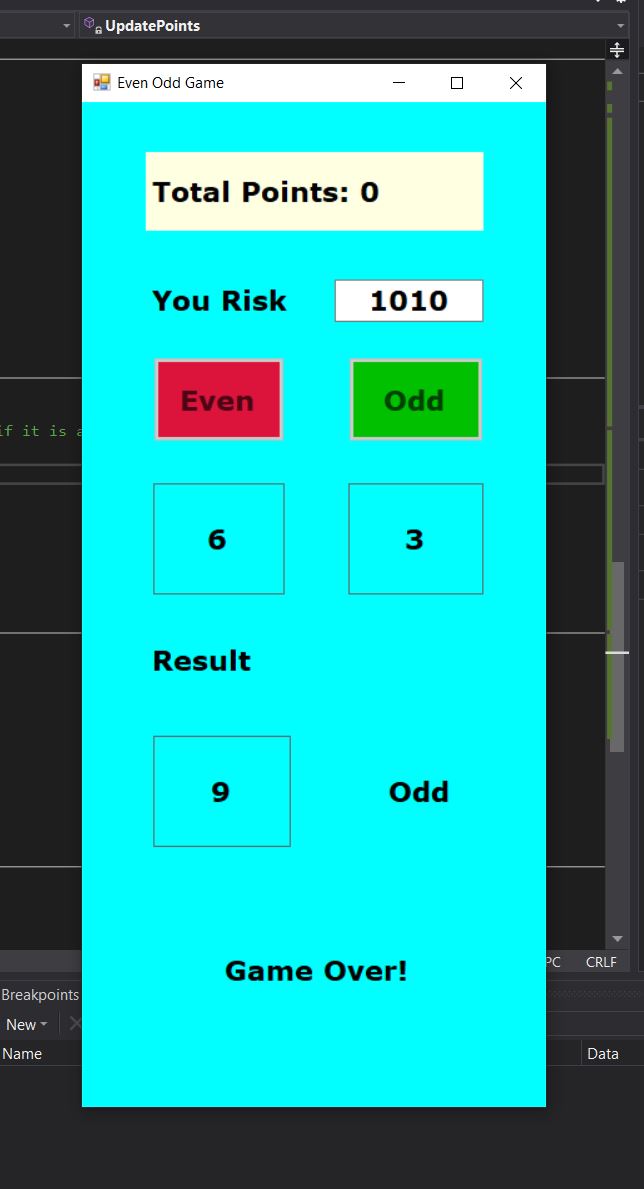 UpdatePoints
Even Odd Game
Total Points: 0
You Risk 1010
Even Odd
if it is a
6 3
Result
9 Odd
PC CRLF
Game Over!
Breakpoints
New
Name Data